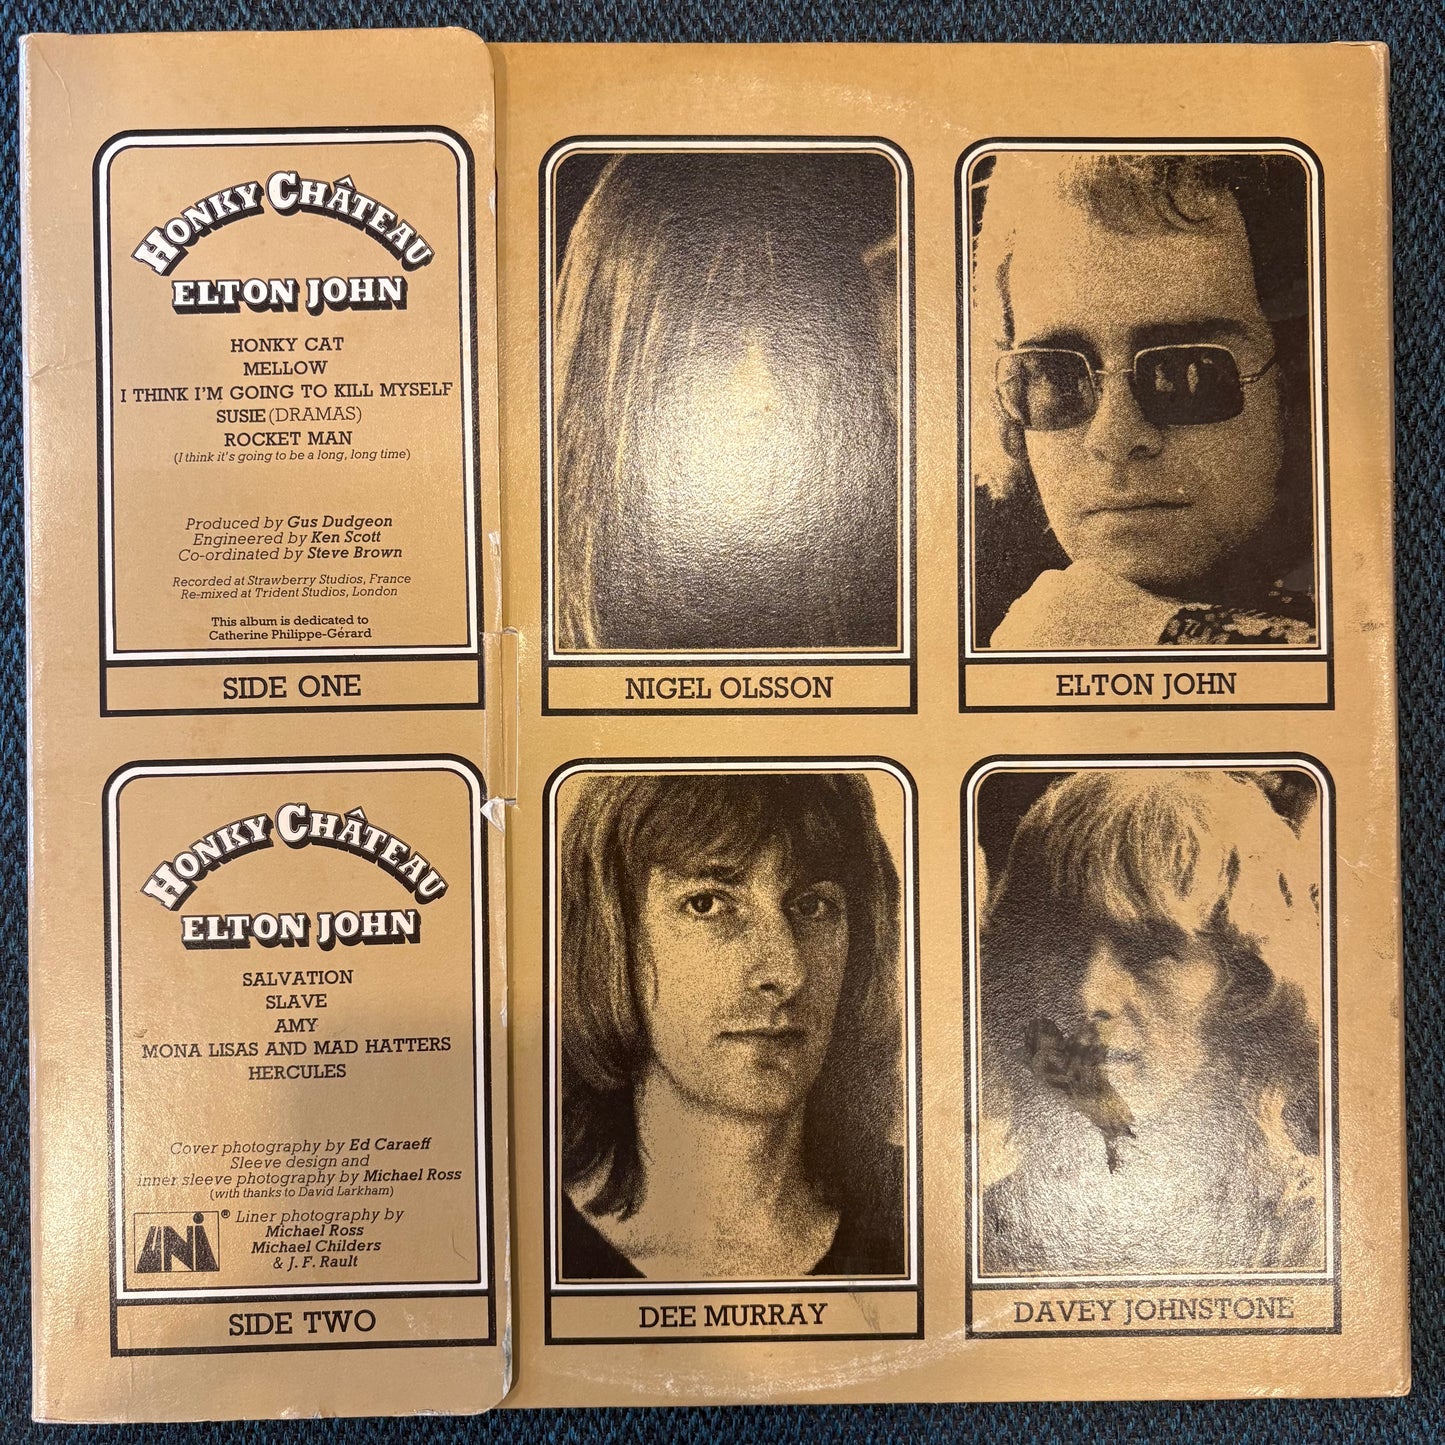 HONKY CHÂTEAU
ELTON JOHN
HONKY CAT
MELLOW
I THINK I'M GOING TO KILL MYSELF
SUSIE (DRAMAS)
ROCKET MAN
(I think it's going to be a long, long time)
Produced by Gus Dudgeon
Engineered by Ken Scott
Co-ordinated by Steve Brown
Recorded at Strawberry Studios, France
Re-mixed at Trident Studios, London
This album is dedicated to
Catherine Philippe-Gérard
SIDE ONE
NIGEL OLSSON
ELTON JOHN
HONKY CHÂTEAU
ELTON JOHN
SALVATION
SLAVE
AMY
MONA LISAS AND MAD HATTERS
HERCULES
Cover photography by Ed Caraeff
Sleeve design and
inner sleeve photography by Michael Ross
(with thanks to David Larkham)
UNI ® Liner photography by
Michael Ross
Michael Childers
& J. F. Rault
SIDE TWO
DEE MURRAY
DAVEY JOHNSTONE